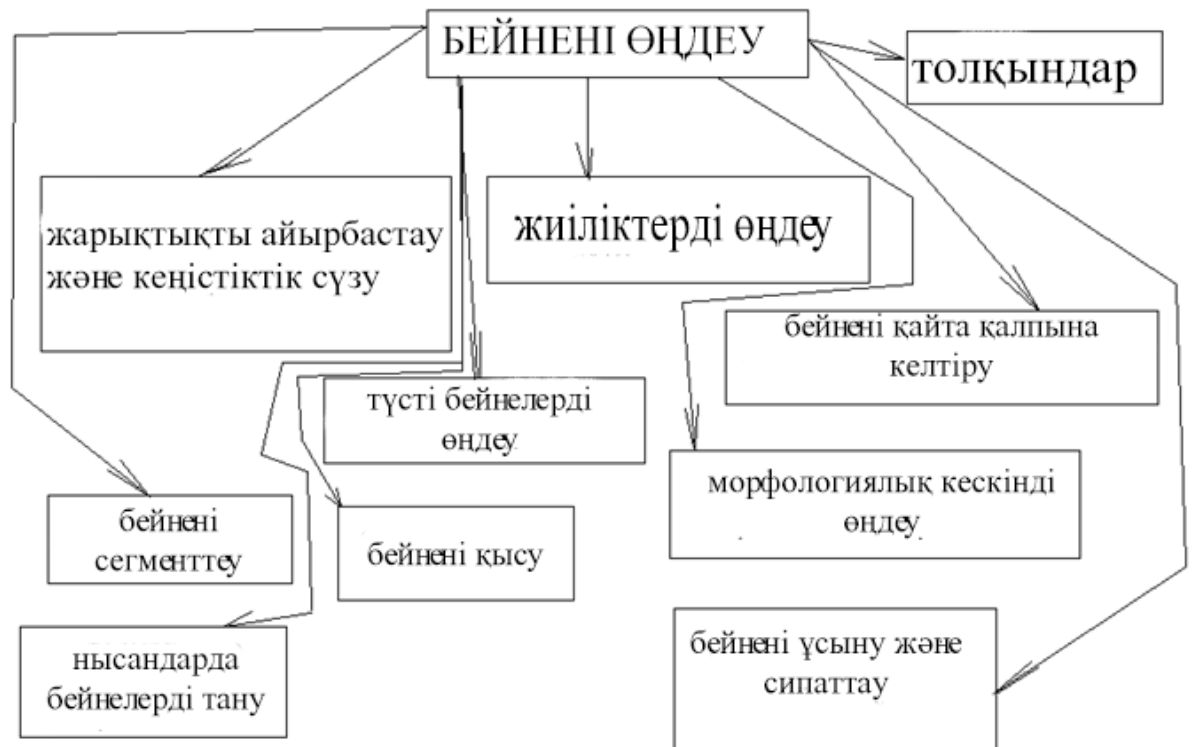 БЕЙНЕНІ ӨҢДЕУ
толқындар
жарықтықты айырбастау
және кеңістіктік сүзу
жиіліктерді өңдеу
бейнені қайта қалпына
келтіру
түсті бейнелерді
өңдеу
морфологиялық кескінді
өңдеу
бейнені
сегменттеу
бейнені қысу
нысандарда
бейнелерді тану
бейнені ұсыну және
сипаттау